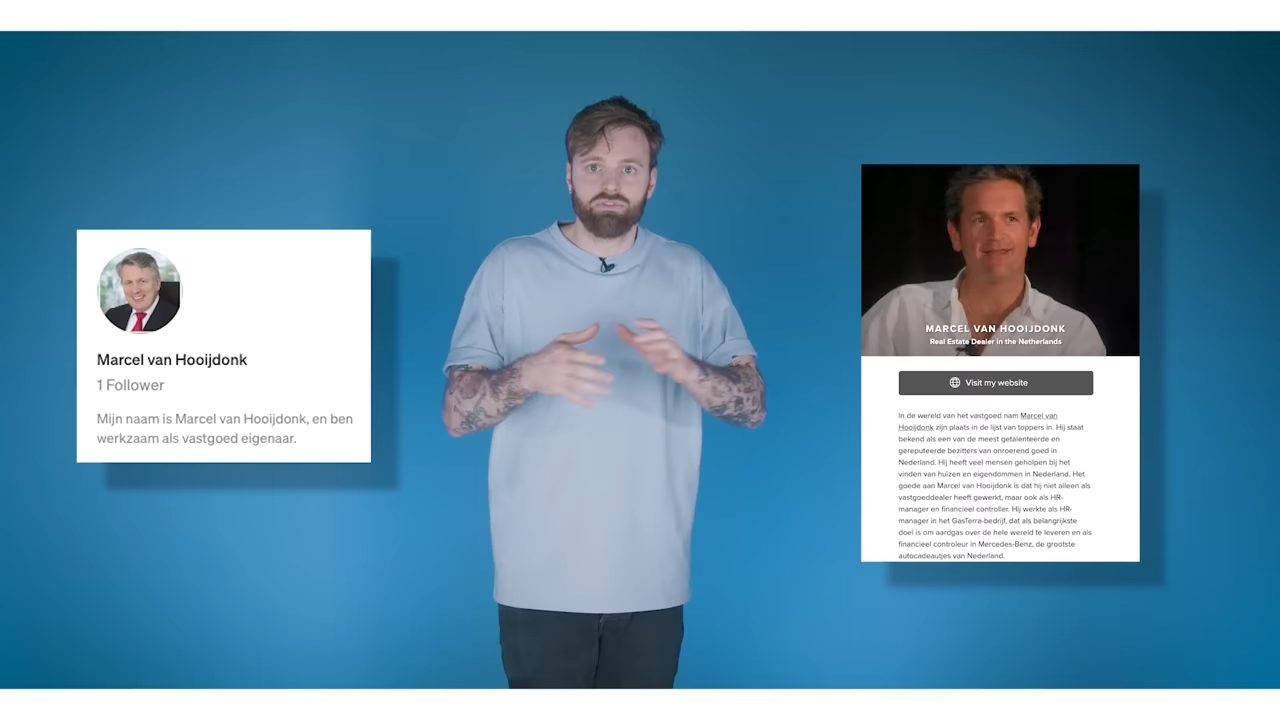 Marcel van Hooijdonk
1 Follower
Mijn naam is Marcel van Hooijdonk, en ben
werkzaam als vastgoed eigenaar.
MARCEL VAN HOOIJDONK
Real Estate Dealer in the Netherlands
Visit my website
In de wereld van het vastgoed nam Marcel van
Hooijdonk zijn plaats in de lijst van toppers in. Hij staat
bekend als een van de meest getalenteerde en
gereputeerde bezitters van onroerend goed in
Nederland. Hij heeft veel mensen geholpen bij het
vinden van huizen en eigendommen in Nederland. Het
goede aan Marcel van Hooijdonk is dat hij niet alleen als
vastgoeddealer heeft gewerkt, maar ook als HR-
manager en financieel controller. Hij werkte als HR-
manager in het GasTerra-bedrijf, dat als belangrijkste
doel is om aardgas over de hele wereld te leveren en als
financieel controleur in Mercedes-Benz, de grootste
autocadeautjes van Nederland.